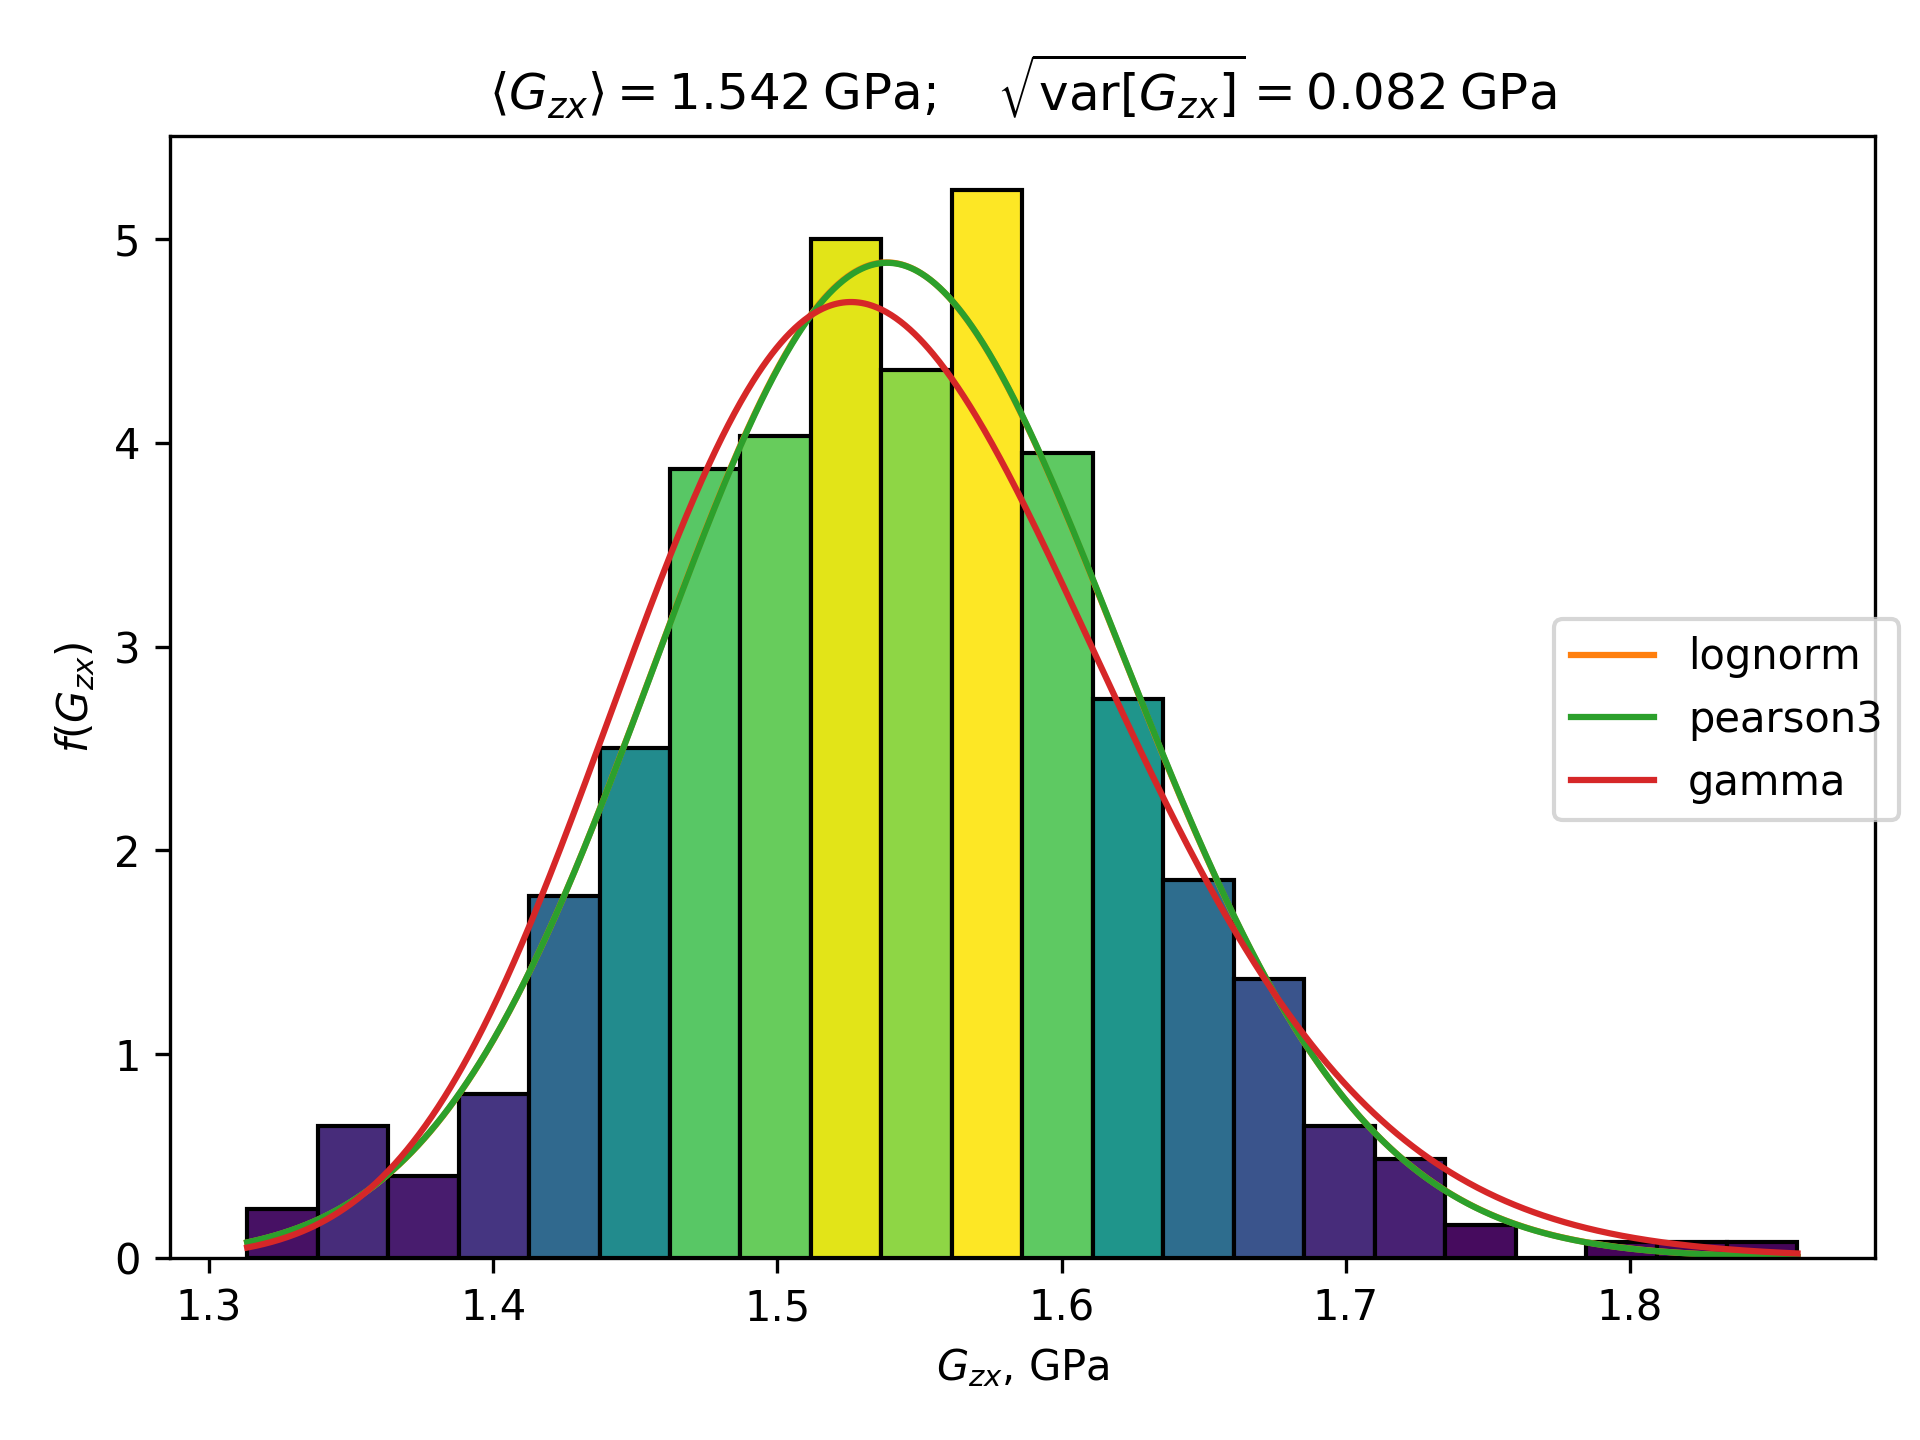 ⟨G_zx⟩ = 1.542 GPa; √var[G_zx] = 0.082 GPa
f(G_zx)
5
4
3
2
1
0
lognorm
pearson3
gamma
1.3 1.4 1.5 1.6 1.7 1.8
G_zx, GPa